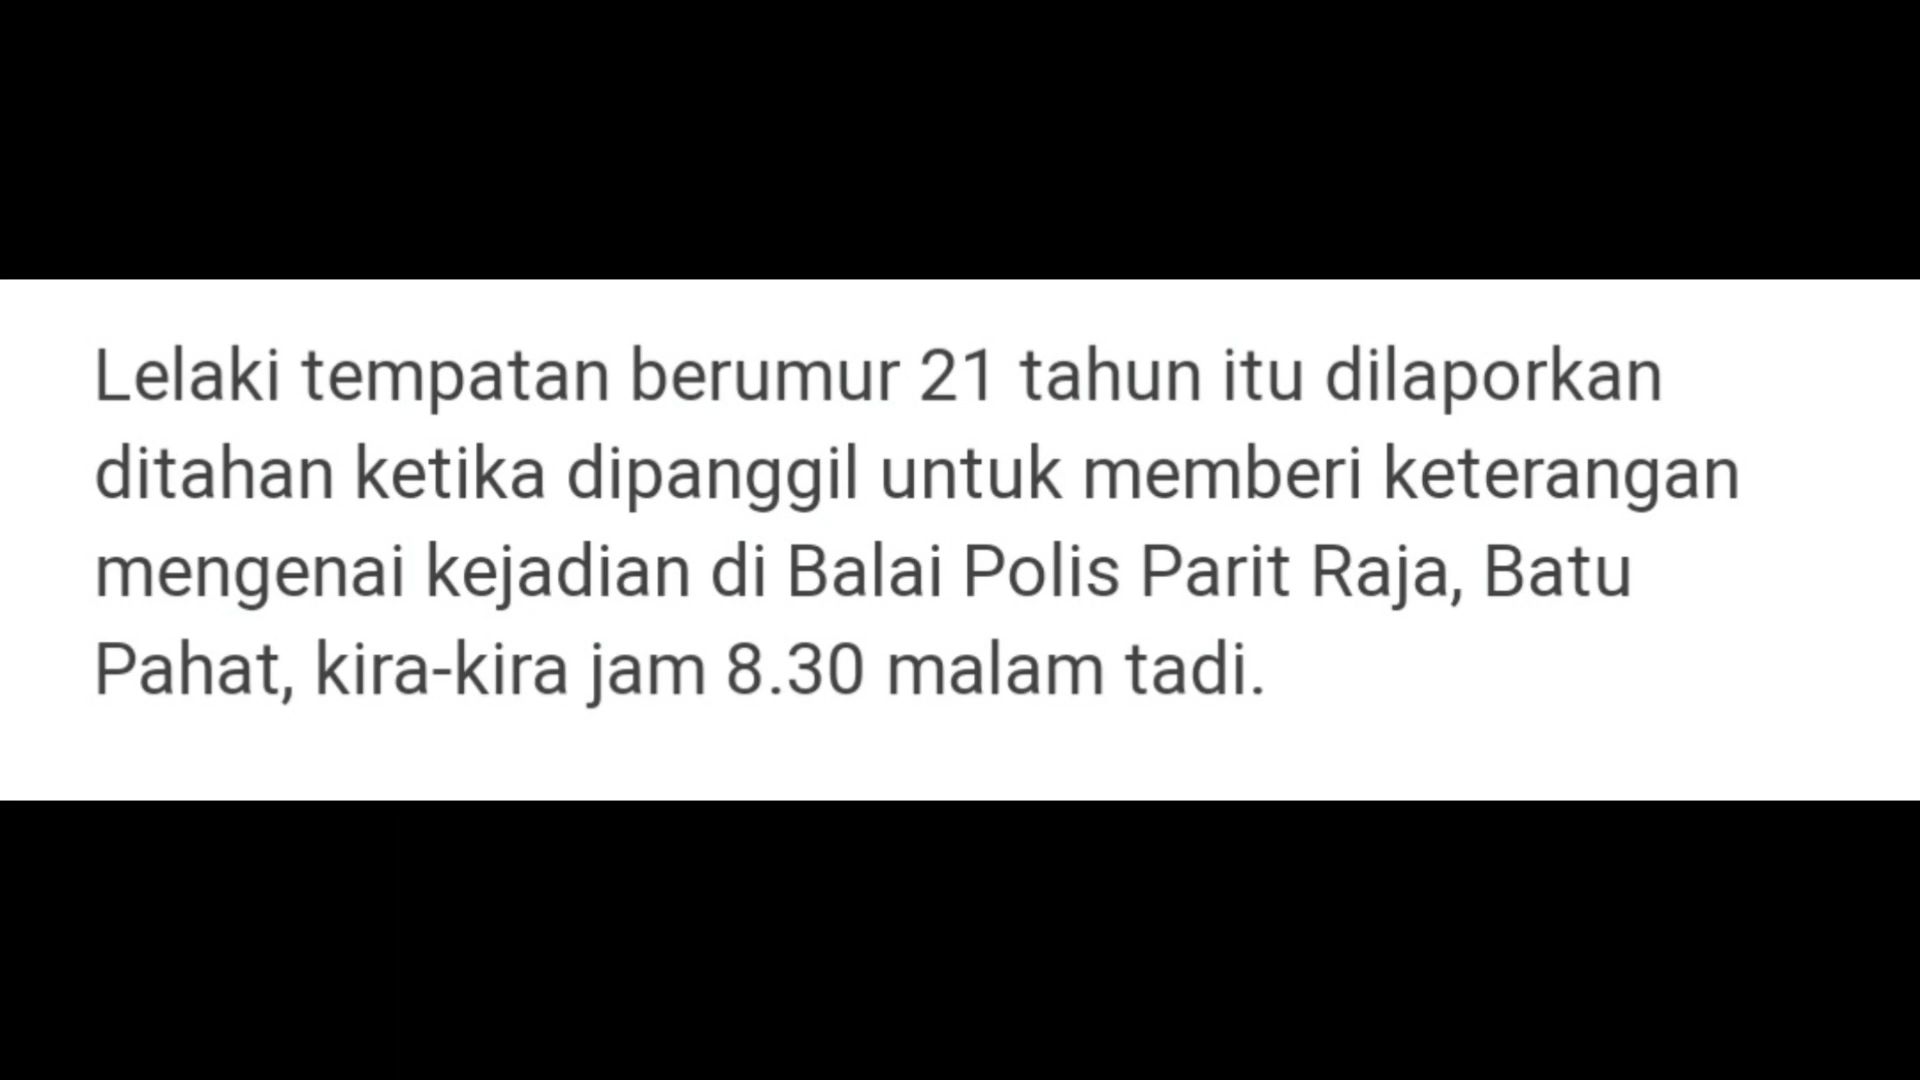 Lelaki tempatan berumur 21 tahun itu dilaporkan
ditahan ketika dipanggil untuk memberi keterangan
mengenai kejadian di Balai Polis Parit Raja, Batu
Pahat, kira-kira jam 8.30 malam tadi.